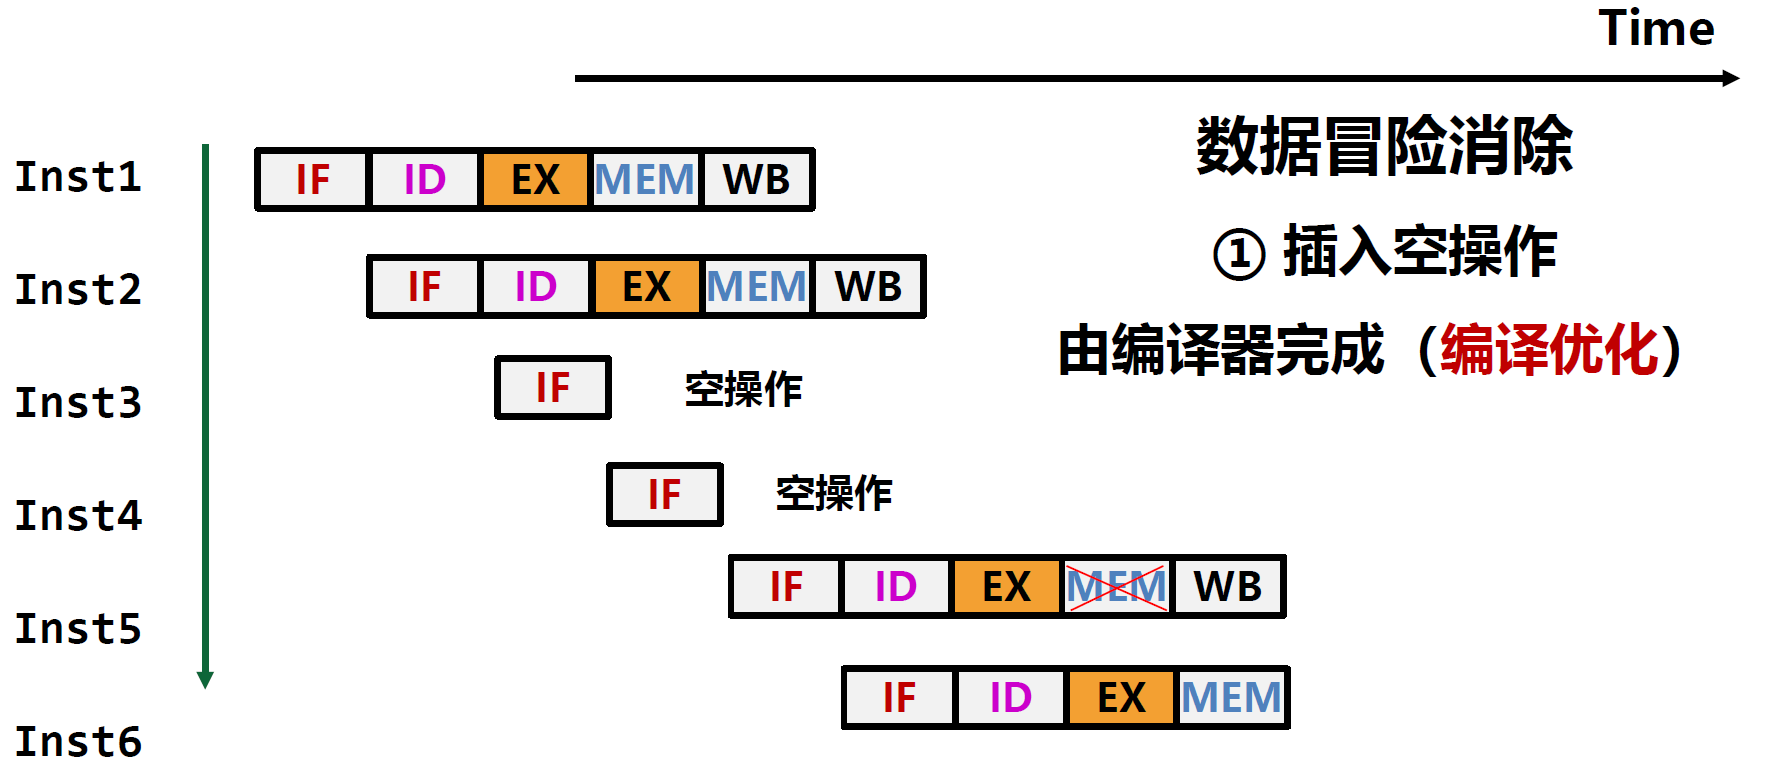 Time
数据冒险消除
① 插入空操作
由编译器完成（编译优化）
Inst1 IF ID EX MEM WB
Inst2 IF ID EX MEM WB
Inst3 IF 空操作
Inst4 IF 空操作
Inst5 IF ID EX MEM WB
Inst6 IF ID EX MEM